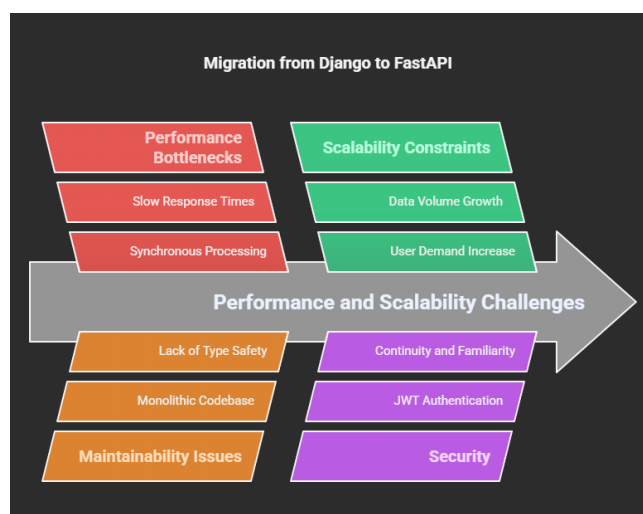 Migration from Django to FastAPI
Performance
Bottlenecks
Scalability Constraints
Slow Response Times
Data Volume Growth
Synchronous Processing
User Demand Increase
Performance and Scalability Challenges
Lack of Type Safety
Continuity and Familiarity
Monolithic Codebase
JWT Authentication
Maintainability Issues
Security